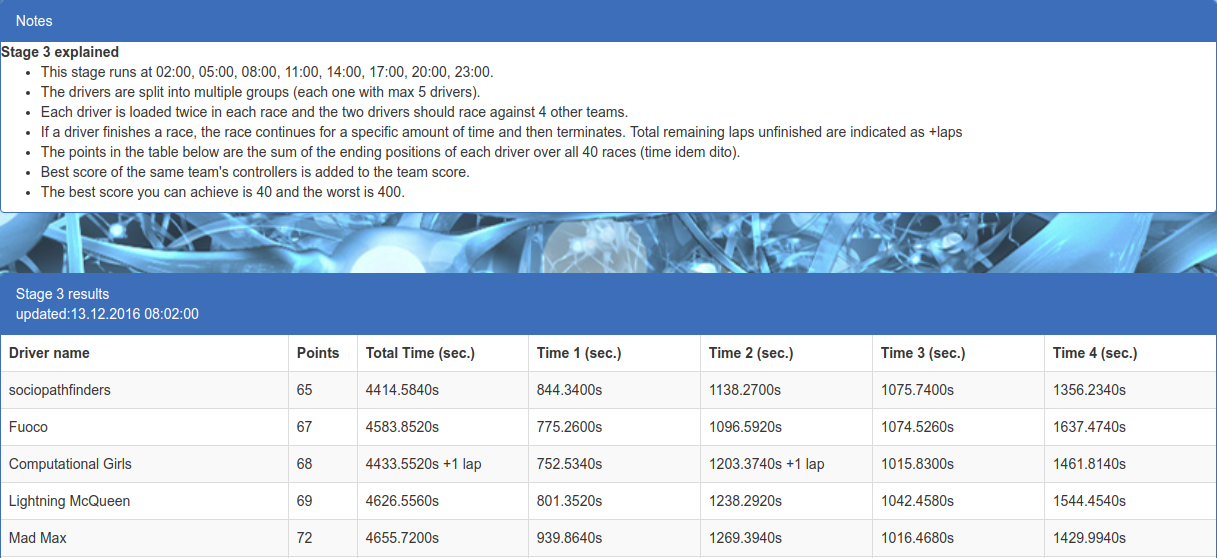 Notes
Stage 3 explained
This stage runs at 02:00, 05:00, 08:00, 11:00, 14:00, 17:00, 20:00, 23:00.
The drivers are split into multiple groups (each one with max 5 drivers).
Each driver is loaded twice in each race and the two drivers should race against 4 other teams.
If a driver finishes a race, the race continues for a specific amount of time and then terminates. Total remaining laps unfinished are indicated as +laps
The points in the table below are the sum of the ending positions of each driver over all 40 races (time idem dito).
Best score of the same team's controllers is added to the team score.
The best score you can achieve is 40 and the worst is 400.
Stage 3 results
updated:13.12.2016 08:02:00
Driver name Points Total Time (sec.) Time 1 (sec.) Time 2 (sec.) Time 3 (sec.) Time 4 (sec.)
sociopathfinders 65 4414.5840s 844.3400s 1138.2700s 1075.7400s 1356.2340s
Fuoco 67 4583.8520s 775.2600s 1096.5920s 1074.5260s 1637.4740s
Computational Girls 68 4433.5520s +1 lap 752.5340s 1203.3740s +1 lap 1015.8300s 1461.8140s
Lightning McQueen 69 4626.5560s 801.3520s 1238.2920s 1042.4580s 1544.4540s
Mad Max 72 4655.7200s 939.8640s 1269.3940s 1016.4680s 1429.9940s